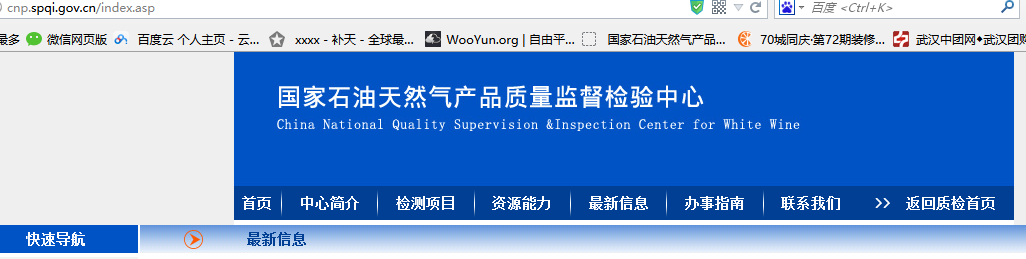 cnp.spqi.gov.cn/index.asp 百度 <Ctrl+K>
最多 微信网页版 百度云 个人主页 - 云... xxxx - 补天 - 全球最... WooYun.org | 自由平... 国家石油天然气产品... 70城同庆·第72期装修... 武汉中团网◆武汉团购
国家石油天然气产品质量监督检验中心
China National Quality Supervision &Inspection Center for White Wine
首页 中心简介 检测项目 资源能力 最新信息 办事指南 联系我们 >> 返回质检首页
快速导航 最新信息